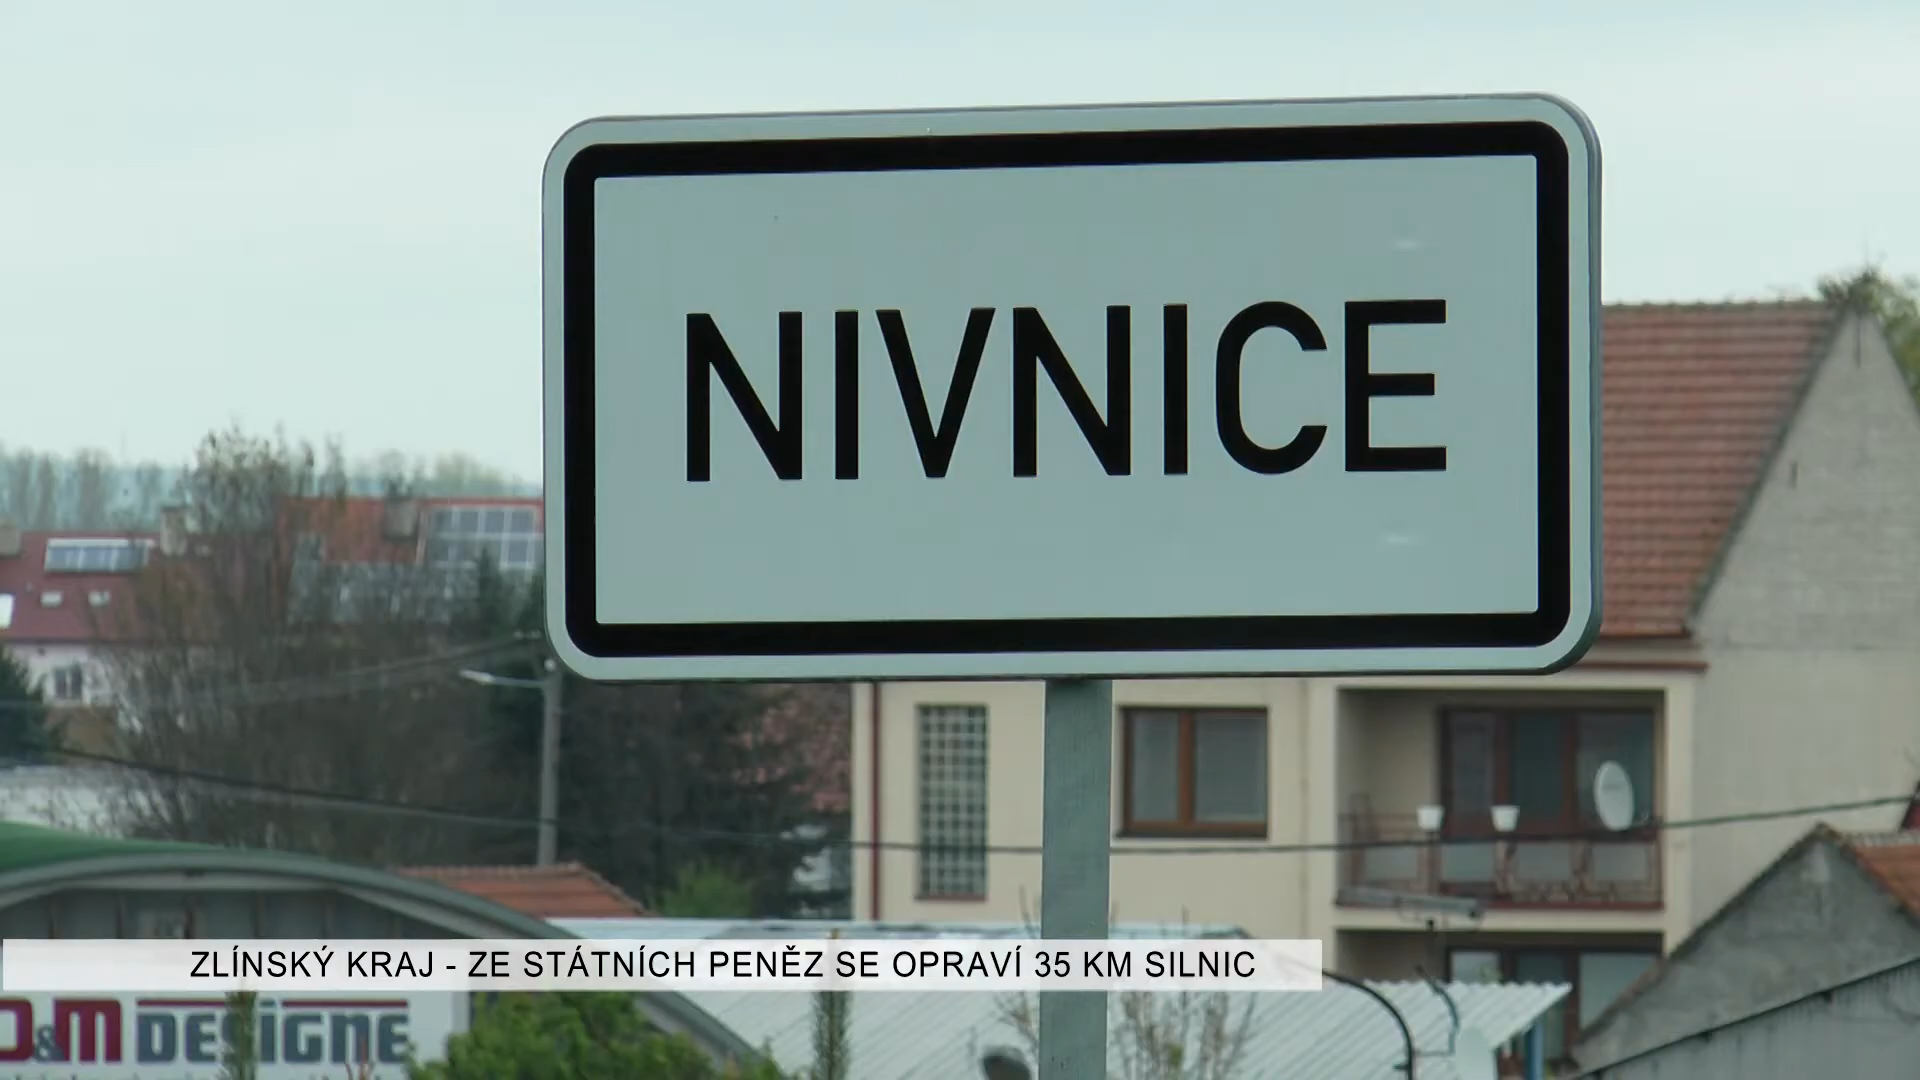 NIVNICE
ZLÍNSKÝ KRAJ - ZE STÁTNÍCH PENĚZ SE OPRAVÍ 35 KM SILNIC
D&M DESIGNE